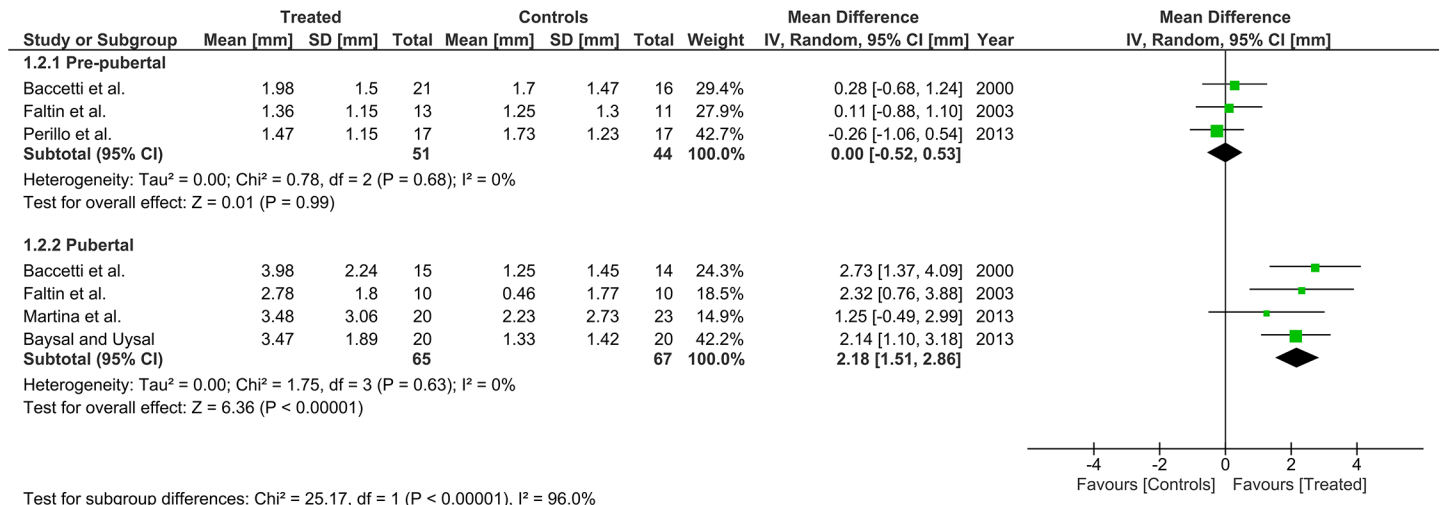 Treated Controls Mean Difference Mean Difference
Study or Subgroup Mean [mm] SD [mm] Total Mean [mm] SD [mm] Total Weight IV, Random, 95% CI [mm] Year IV, Random, 95% CI [mm]
1.2.1 Pre-pubertal
Baccetti et al. 1.98 1.5 21 1.7 1.47 16 29.4% 0.28 [-0.68, 1.24] 2000
Faltin et al. 1.36 1.15 13 1.25 1.3 11 27.9% 0.11 [-0.88, 1.10] 2003
Perillo et al. 1.47 1.15 17 1.73 1.23 17 42.7% -0.26 [-1.06, 0.54] 2013
Subtotal (95% CI) 51 44 100.0% 0.00 [-0.52, 0.53]
Heterogeneity: Tau² = 0.00; Chi² = 0.78, df = 2 (P = 0.68); I² = 0%
Test for overall effect: Z = 0.01 (P = 0.99)
1.2.2 Pubertal
Baccetti et al. 3.98 2.24 15 1.25 1.45 14 24.3% 2.73 [1.37, 4.09] 2000
Faltin et al. 2.78 1.8 10 0.46 1.77 10 18.5% 2.32 [0.76, 3.88] 2003
Martina et al. 3.48 3.06 20 2.23 2.73 23 14.9% 1.25 [-0.49, 2.99] 2013
Baysal and Uysal 3.47 1.89 20 1.33 1.42 20 42.2% 2.14 [1.10, 3.18] 2013
Subtotal (95% CI) 65 67 100.0% 2.18 [1.51, 2.86]
Heterogeneity: Tau² = 0.00; Chi² = 1.75, df = 3 (P = 0.63); I² = 0%
Test for overall effect: Z = 6.36 (P < 0.00001)
-4 -2 0 2 4
Favours [Controls] Favours [Treated]
Test for subgroup differences: Chi² = 25.17, df = 1 (P < 0.00001), I² = 96.0%